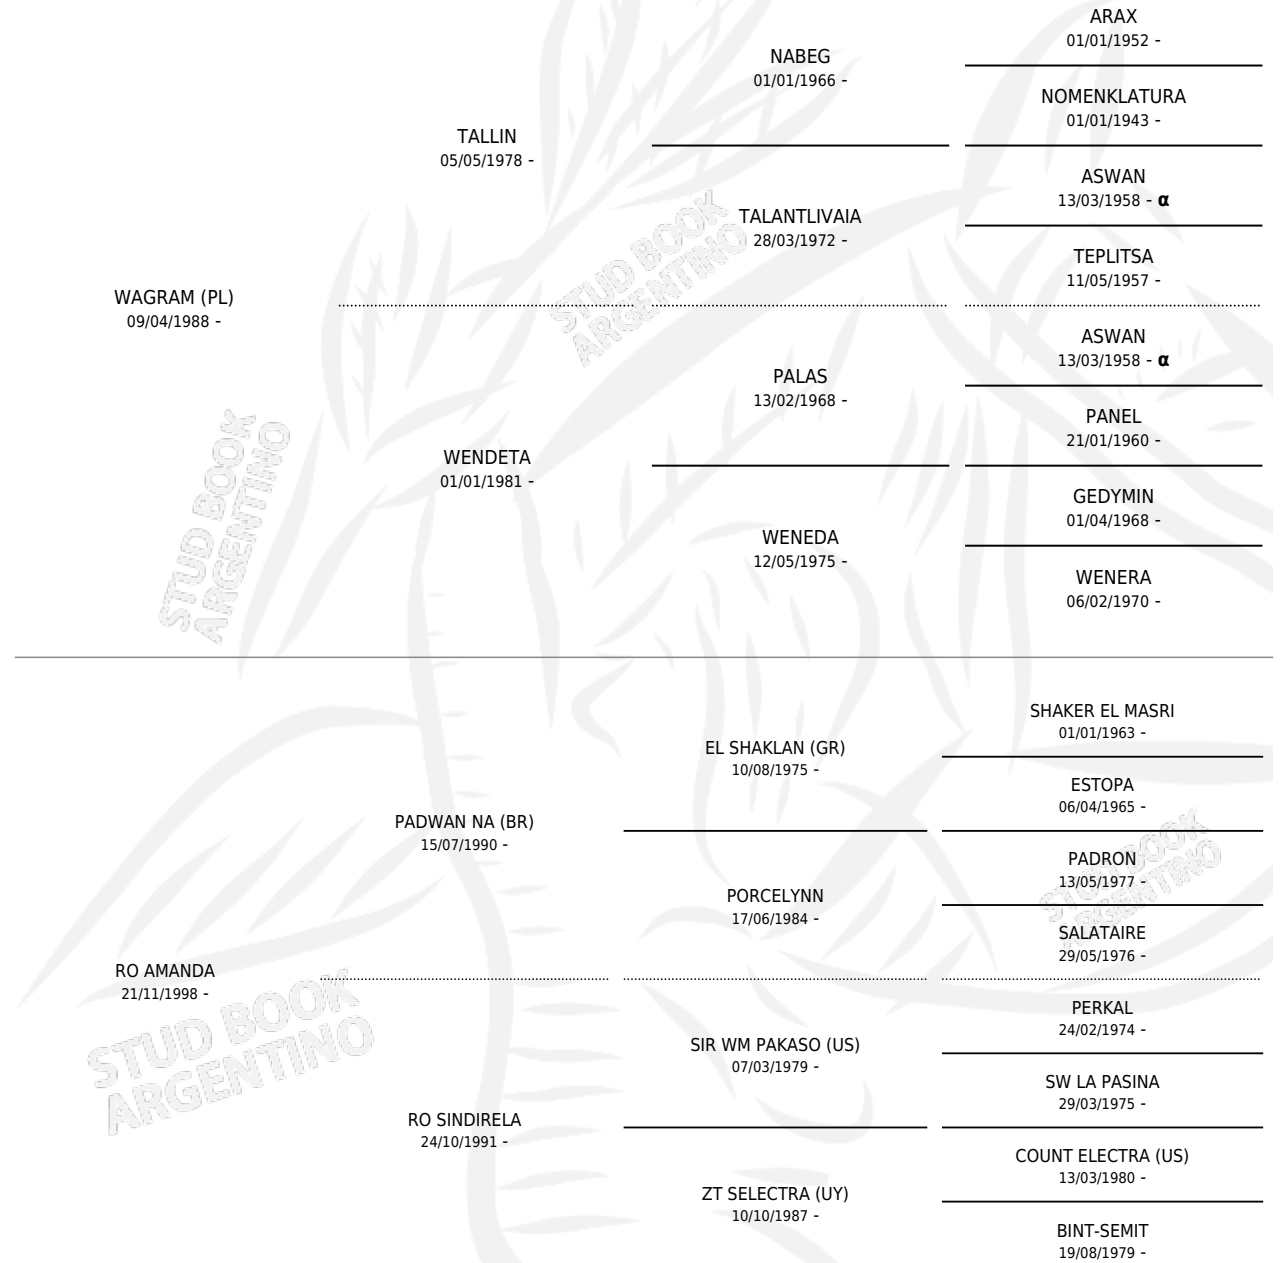 ARAX
01/01/1952 -
NABEG
01/01/1966 -
NOMENKLATURA
01/01/1943 -
TALLIN
05/05/1978 -
ASWAN
13/03/1958 - α
TALANTLIVAIA
28/03/1972 -
TEPLITSA
11/05/1957 -
WAGRAM (PL)
09/04/1988 -
ASWAN
13/03/1958 - α
PALAS
13/02/1968 -
PANEL
21/01/1960 -
WENDETA
01/01/1981 -
GEDYMIN
01/04/1968 -
WENEDA
12/05/1975 -
WENERA
06/02/1970 -
SHAKER EL MASRI
01/01/1963 -
EL SHAKLAN (GR)
10/08/1975 -
ESTOPA
06/04/1965 -
PADWAN NA (BR)
15/07/1990 -
PADRON
13/05/1977 -
PORCELYNN
17/06/1984 -
SALATAIRE
29/05/1976 -
RO AMANDA
21/11/1998 -
PERKAL
24/02/1974 -
SIR WM PAKASO (US)
07/03/1979 -
SW LA PASINA
29/03/1975 -
RO SINDIRELA
24/10/1991 -
COUNT ELECTRA (US)
13/03/1980 -
ZT SELECTRA (UY)
10/10/1987 -
BINT-SEMIT
19/08/1979 -
STUD BOOK
ARGENTINO
STUD BOOK
ARGENTINO
STUD BOOK
ARGENTINO
STUD BOOK
ARGENTINO